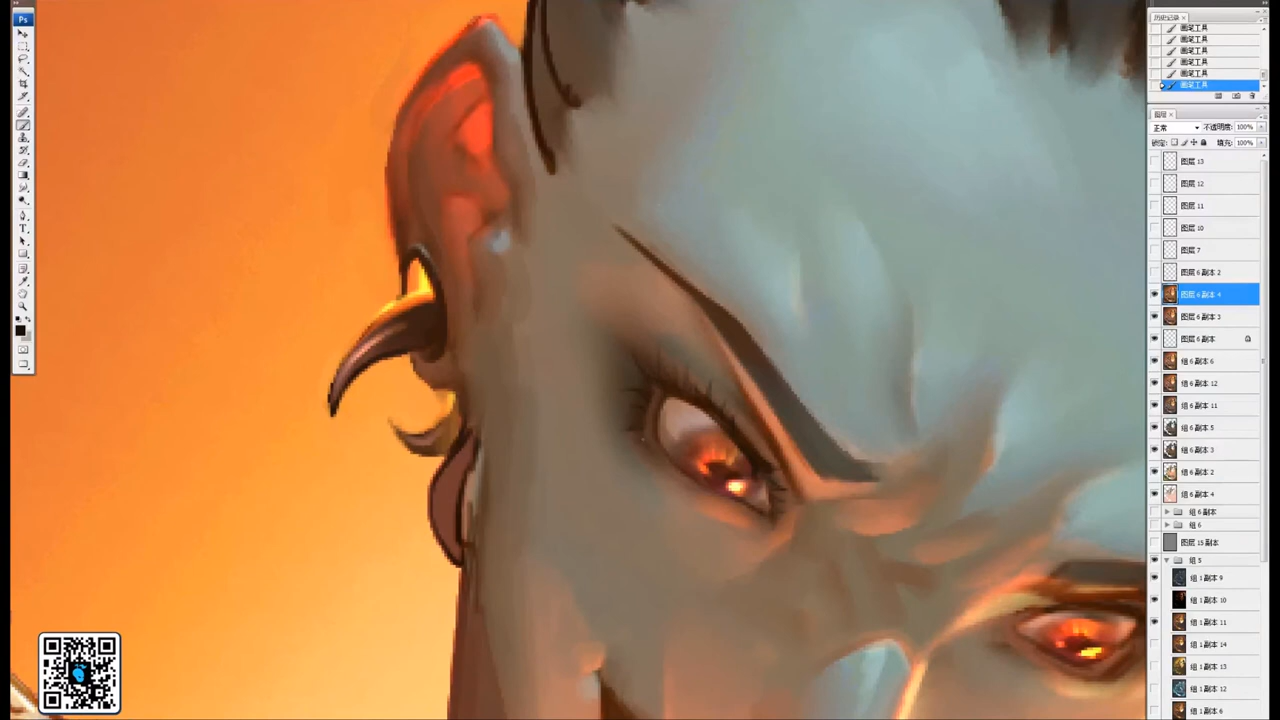 Ps
历史记录
画笔工具
画笔工具
画笔工具
画笔工具
画笔工具
画笔工具
图层
正常 不透明度: 100%
锁定: 填充: 100%
图层 13
图层 12
图层 11
图层 10
图层 7
图层 6 副本 2
图层 6 副本 4
图层 6 副本 3
图层 6 副本
组 6 副本 6
组 6 副本 12
组 6 副本 11
组 6 副本 5
组 6 副本 3
组 6 副本 2
组 6 副本 4
组 6 副本
组 6
图层 15 副本
组 5
组 1 副本 9
组 1 副本 10
组 1 副本 11
组 1 副本 14
组 1 副本 13
组 1 副本 12
组 1 副本 6